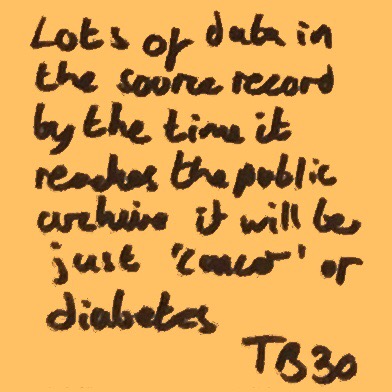 Lots of data in
the source record
by the time it
reaches the public
archive it will be
just 'cancer' or
diabetes
TB30